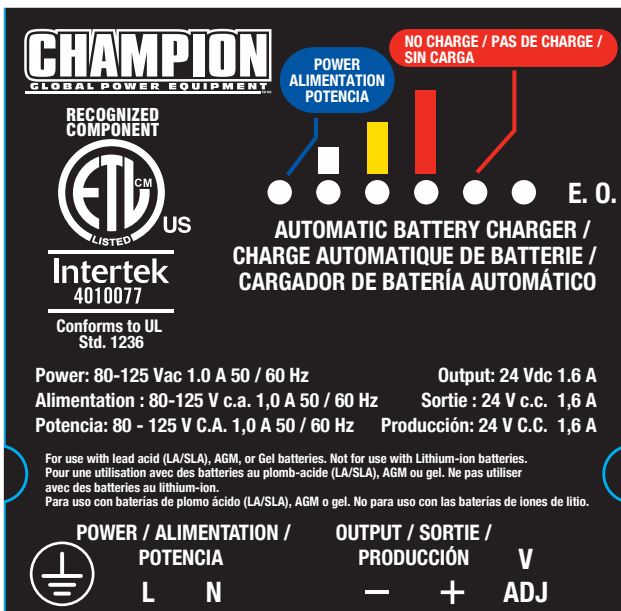 CHAMPION
GLOBAL POWER EQUIPMENT
RECOGNIZED
COMPONENT
ETL
CM
LISTED
US
Intertek
4010077
Conforms to UL
Std. 1236
POWER
ALIMENTATION
POTENCIA
NO CHARGE / PAS DE CHARGE /
SIN CARGA
E. O.
AUTOMATIC BATTERY CHARGER /
CHARGE AUTOMATIQUE DE BATTERIE /
CARGADOR DE BATERÍA AUTOMÁTICO
Power: 80-125 Vac 1.0 A 50 / 60 Hz
Output: 24 Vdc 1.6 A
Alimentation : 80-125 V c.a. 1,0 A 50 / 60 Hz
Sortie : 24 V c.c. 1,6 A
Potencia: 80 - 125 V C.A. 1,0 A 50 / 60 Hz
Producción: 24 V C.C. 1,6 A
For use with lead acid (LA/SLA), AGM, or Gel batteries. Not for use with Lithium-ion batteries.
Pour une utilisation avec des batteries au plomb-acide (LA/SLA), AGM ou gel. Ne pas utiliser
avec des batteries au lithium-ion.
Para uso con baterías de plomo ácido (LA/SLA), AGM o gel. No para uso con las baterías de iones de litio.
POWER / ALIMENTATION /
POTENCIA
L N
OUTPUT / SORTIE /
PRODUCCIÓN
− +
V
ADJ